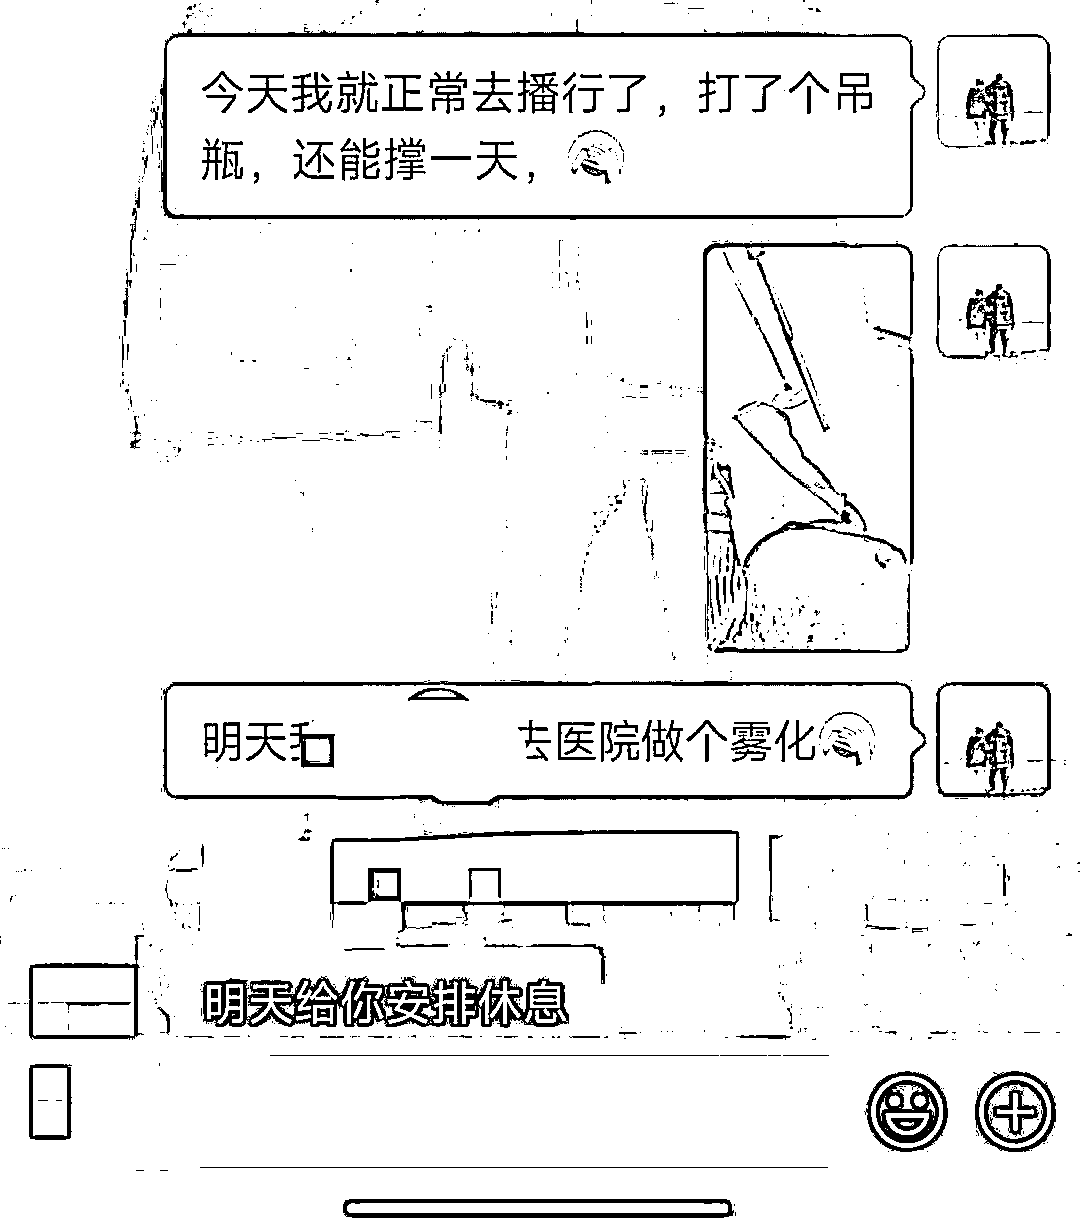 今天我就正常去播行了，打了个吊
瓶，还能撑一天，
明天我 去医院做个雾化
明天给你安排休息